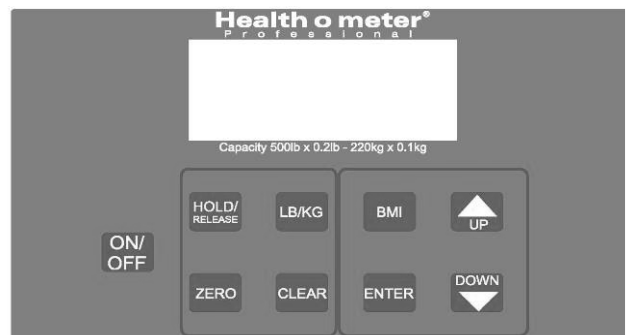 Health o meter®
Professional
Capacity 500lb x 0.2lb - 220kg x 0.1kg
ON/
OFF
HOLD/
RELEASE
LB/KG
ZERO
CLEAR
BMI
UP
ENTER
DOWN